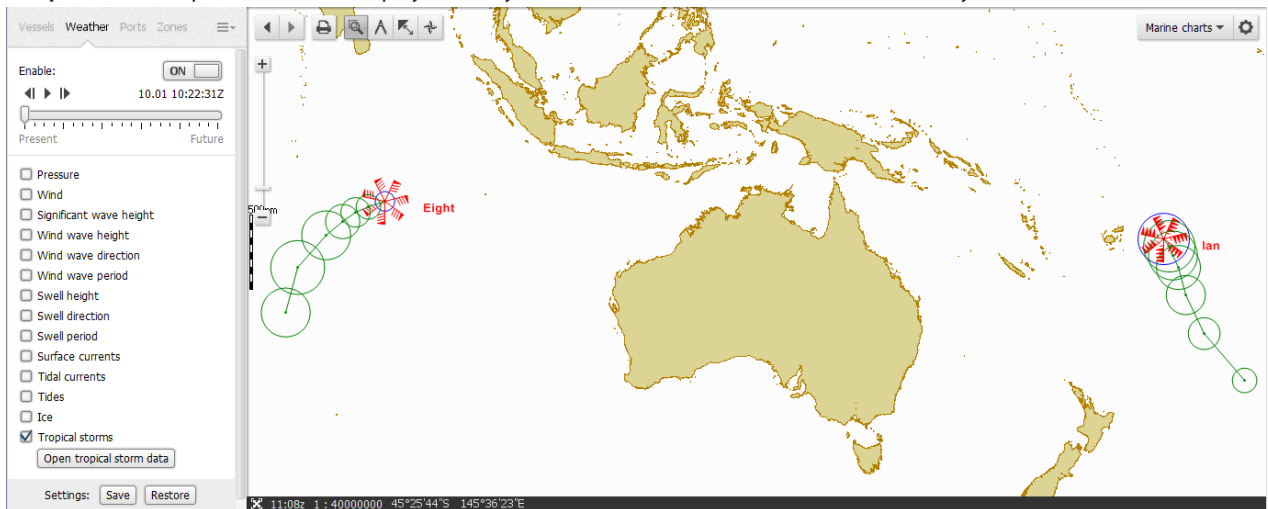 Vessels Weather Ports Zones
Marine charts
Enable:
ON
10.01 10:22:31Z
Present
Future
Pressure
Wind
Significant wave height
Wind wave height
Wind wave direction
Wind wave period
Swell height
Swell direction
Swell period
Surface currents
Tidal currents
Tides
Ice
Tropical storms
Open tropical storm data
Settings: Save Restore
Eight
Ian
11:08z 1 : 40000000 45°25'44"S 145°36'23"E